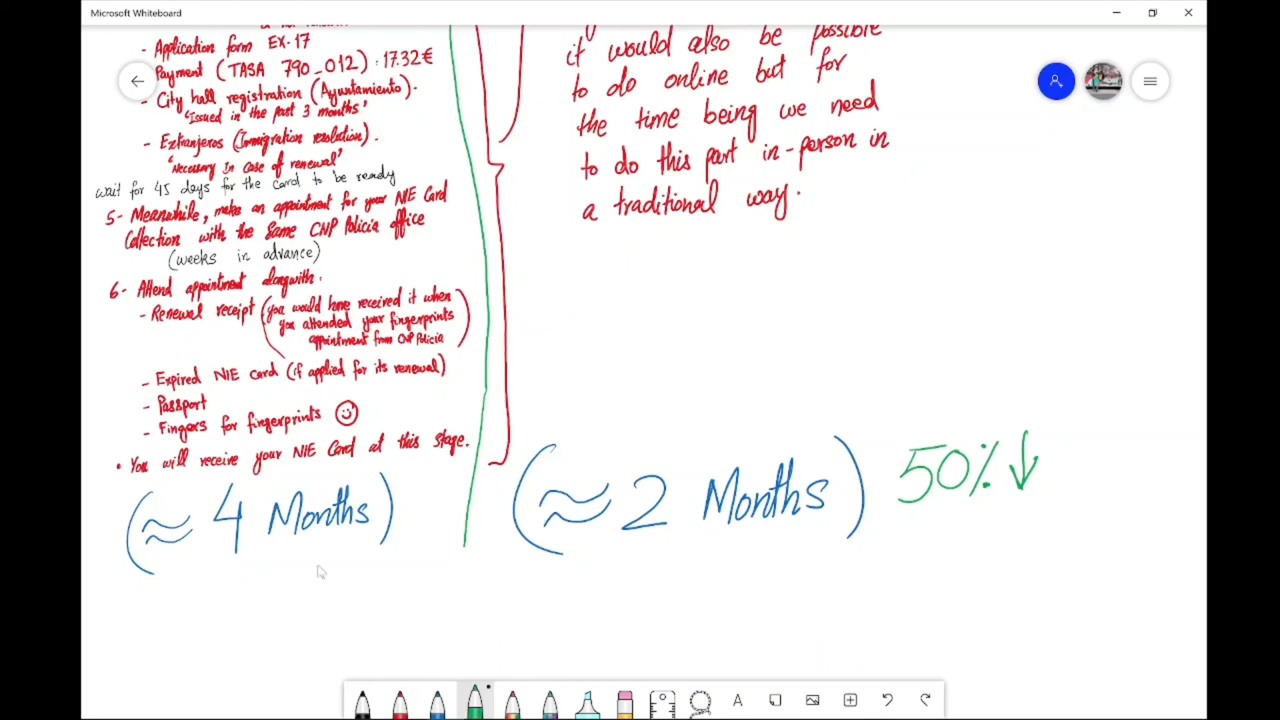 Microsoft Whiteboard
- Application form EX-17
- Payment (TASA 790_012) : 17.32€
- City hall registration (Ayuntamiento).
"Issued in the past 3 months"
- Extranjeros (Immigration resolution).
"Necessary In case of renewal"
wait for 45 days for the card to be ready
5- Meanwhile, make an appointment for your NIE Card
Collection with the same CNP Policia office
(weeks in advance)
6- Attend appointment alongwith:
- Renewal receipt (you would have received it when
you attended your fingerprints
appointment from CNP Policia)
- Expired NIE card (if applied for its renewal)
- Passport
- Fingers for fingerprints
• You will receive your NIE Card at this stage.
(≈ 4 Months)
it would also be possible
to do online but for
the time being we need
to do this part in-person in
a traditional way.
(≈ 2 Months) 50% ↓
A